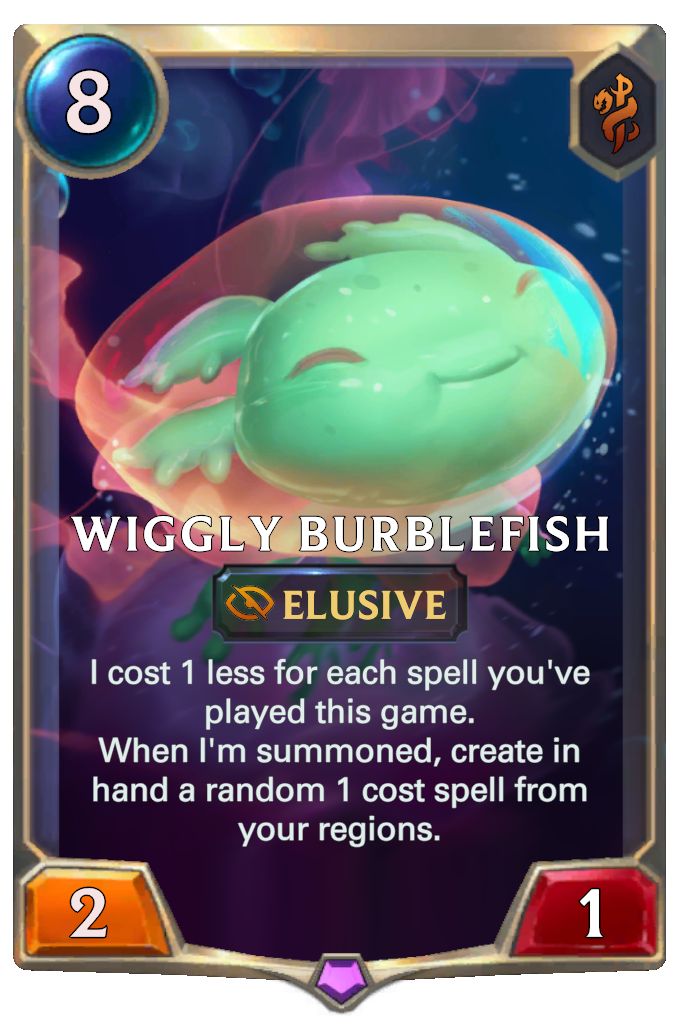 8
WIGGLY BURBLEFISH
ELUSIVE
I cost 1 less for each spell you've
played this game.
When I'm summoned, create in
hand a random 1 cost spell from
your regions.
2
1